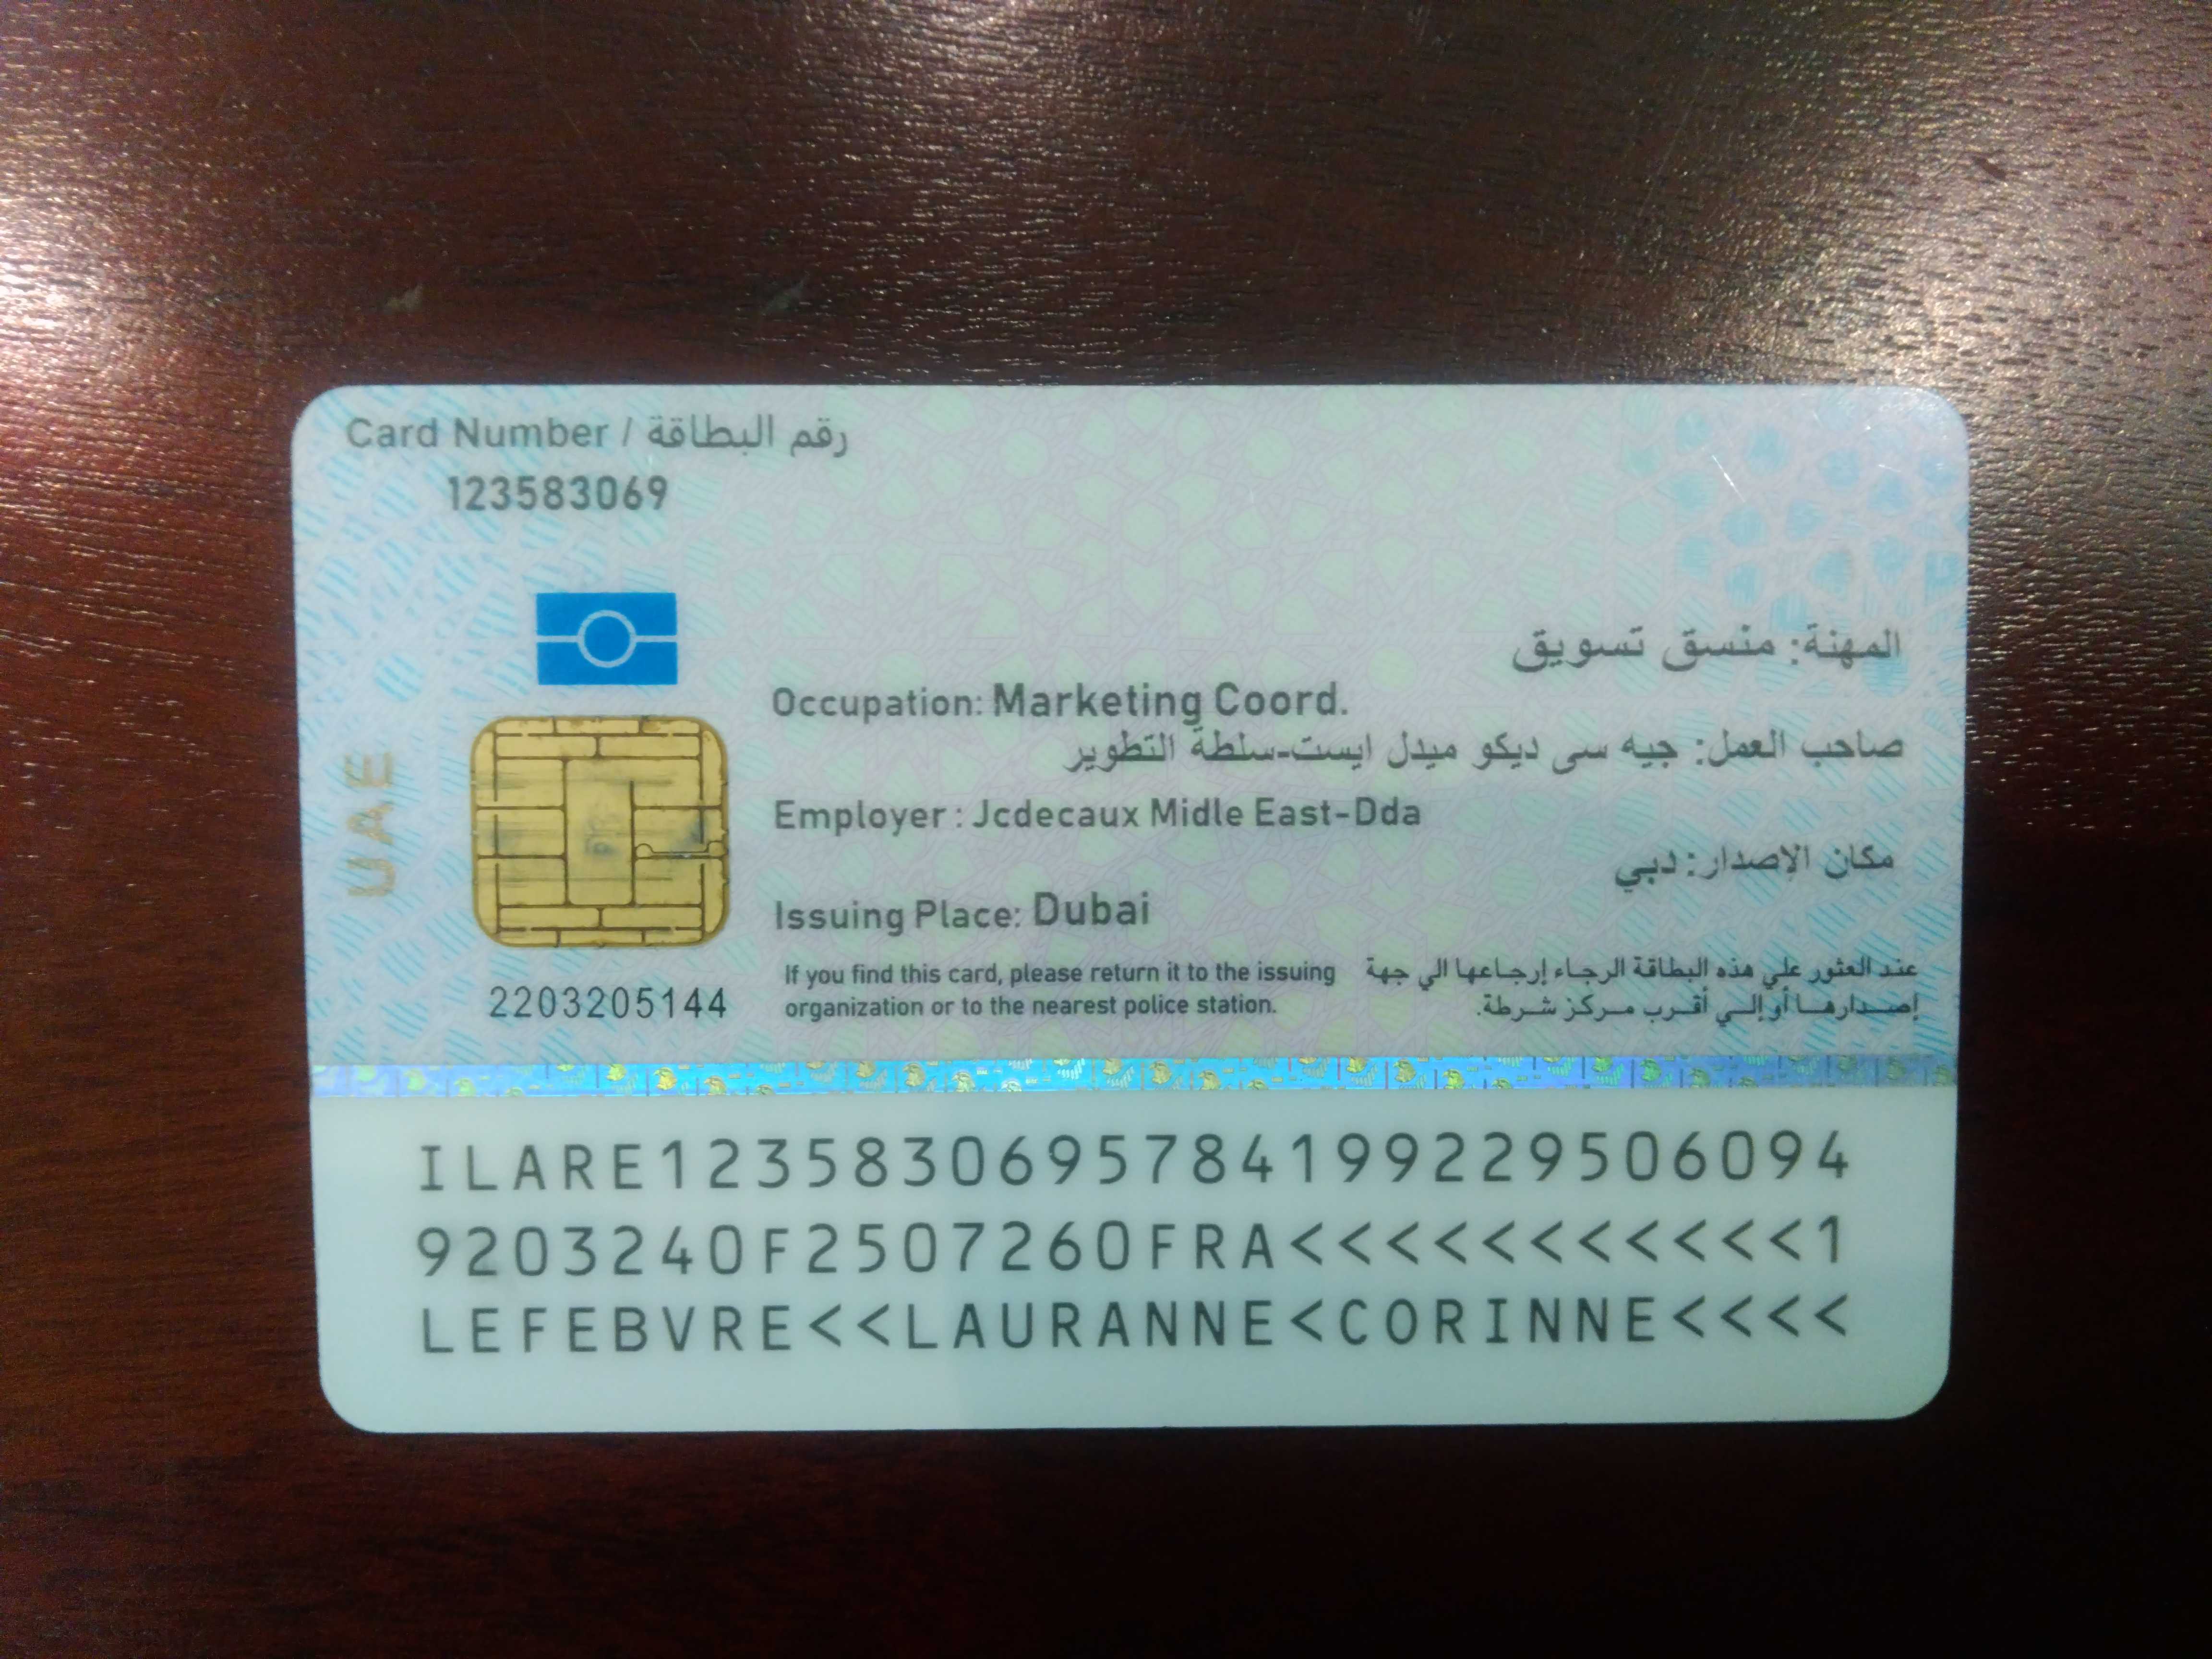 Card Number / رقم البطاقة
123583069
المهنة: منسق تسويق
Occupation: Marketing Coord.
صاحب العمل: جيه سى ديكو ميدل ايست-سلطة التطوير
Employer : Jcdecaux Midle East-Dda
مكان الإصدار: دبي
Issuing Place: Dubai
UAE
If you find this card, please return it to the issuing
organization or to the nearest police station.
عند العثور علي هذه البطاقة الرجاء إرجاعها الي جهة
إصدارها أو إلي أقرب مركز شرطة.
2203205144
ILARE1235830695784199229506094
9203240F2507260FRA<<<<<<<<<<<1
LEFEBVRE<<LAURANNE<CORINNE<<<<